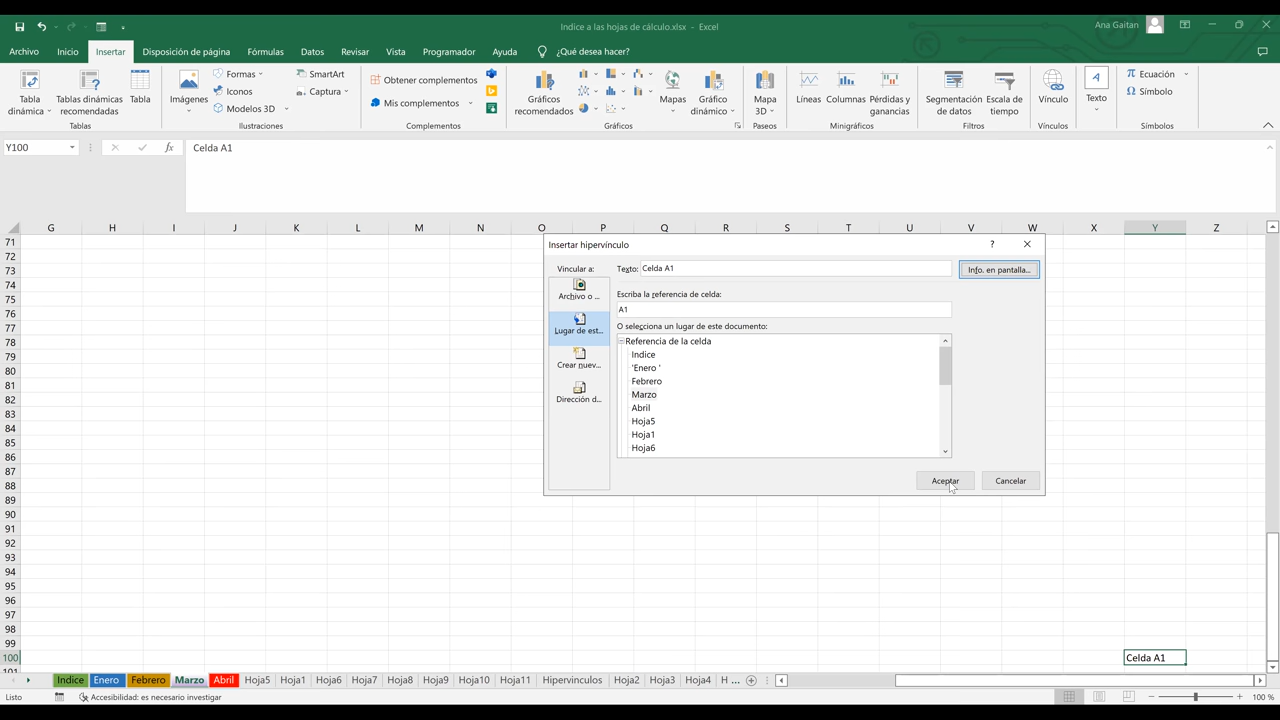 Indice a las hojas de cálculo.xlsx - Excel
Ana Gaitan
Archivo Inicio Insertar Disposición de página Fórmulas Datos Revisar Vista Programador Ayuda ¿Qué desea hacer?
Tabla dinámica
Tablas dinámicas recomendadas
Tabla
Tablas
Imágenes
Formas
Iconos
Modelos 3D
SmartArt
Captura
Ilustraciones
Obtener complementos
Mis complementos
Complementos
Gráficos recomendados
Mapas
Gráfico dinámico
Gráficos
Mapa 3D
Paseos
Líneas
Columnas
Pérdidas y ganancias
Minigráficos
Segmentación de datos
Escala de tiempo
Filtros
Vínculo
Vínculos
Texto
Ecuación
Símbolo
Símbolos
Y100 fx Celda A1
G H I J K L M N O P Q R S T U V W X Y Z
71
72
73
74
75
76
77
78
79
80
81
82
83
84
85
86
87
88
89
90
91
92
93
94
95
96
97
98
99
100 Celda A1
101
Insertar hipervínculo ?
Vincular a:
Archivo o ...
Lugar de est...
Crear nuev...
Dirección d...
Texto: Celda A1 Info. en pantalla...
Escriba la referencia de celda:
A1
O selecciona un lugar de este documento:
Referencia de la celda
Indice
'Enero '
Febrero
Marzo
Abril
Hoja5
Hoja1
Hoja6
Aceptar Cancelar
Indice Enero Febrero Marzo Abril Hoja5 Hoja1 Hoja6 Hoja7 Hoja8 Hoja9 Hoja10 Hoja11 Hipervinculos Hoja2 Hoja3 Hoja4 H ...
Listo Accesibilidad: es necesario investigar 100 %